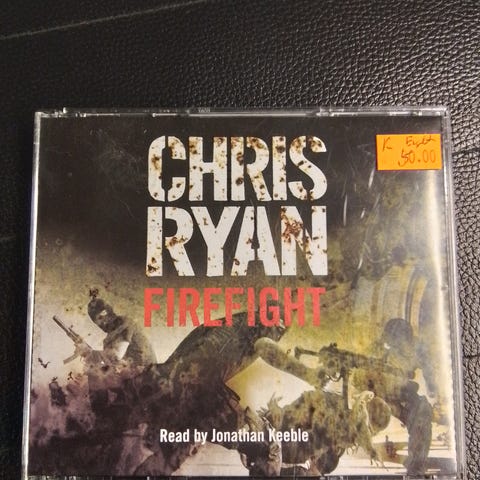 CHRIS
RYAN
FIREFIGHT
50.00
Read by Jonathan Keeble